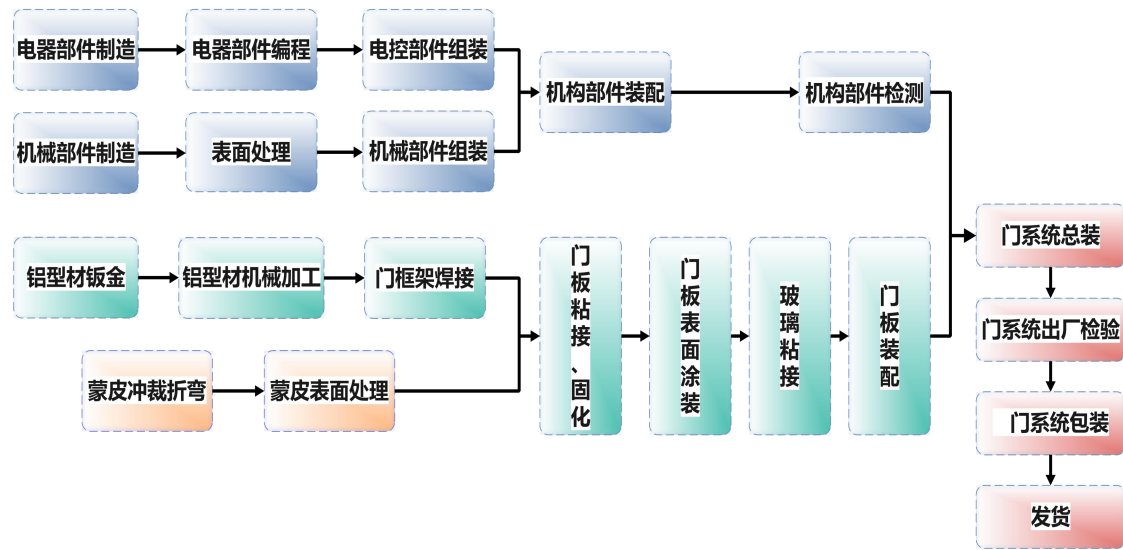 电器部件制造
电器部件编程
电控部件组装
机构部件装配
机构部件检测
机械部件制造
表面处理
机械部件组装
铝型材钣金
铝型材机械加工
门框架焊接
门板粘接、固化
门板表面涂装
玻璃粘接
门板装配
蒙皮冲裁折弯
蒙皮表面处理
门系统总装
门系统出厂检验
门系统包装
发货